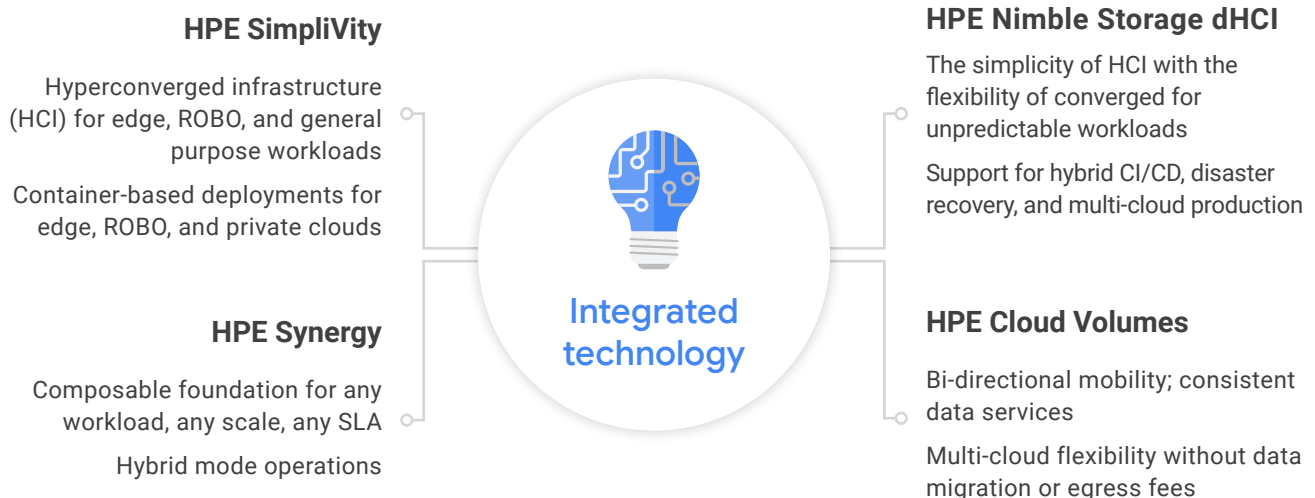 HPE SimpliVity
Hyperconverged infrastructure
(HCI) for edge, ROBO, and general
purpose workloads
Container-based deployments for
edge, ROBO, and private clouds
HPE Synergy
Composable foundation for any
workload, any scale, any SLA
Hybrid mode operations
Integrated
technology
HPE Nimble Storage dHCI
The simplicity of HCI with the
flexibility of converged for
unpredictable workloads
Support for hybrid CI/CD, disaster
recovery, and multi-cloud production
HPE Cloud Volumes
Bi-directional mobility; consistent
data services
Multi-cloud flexibility without data
migration or egress fees